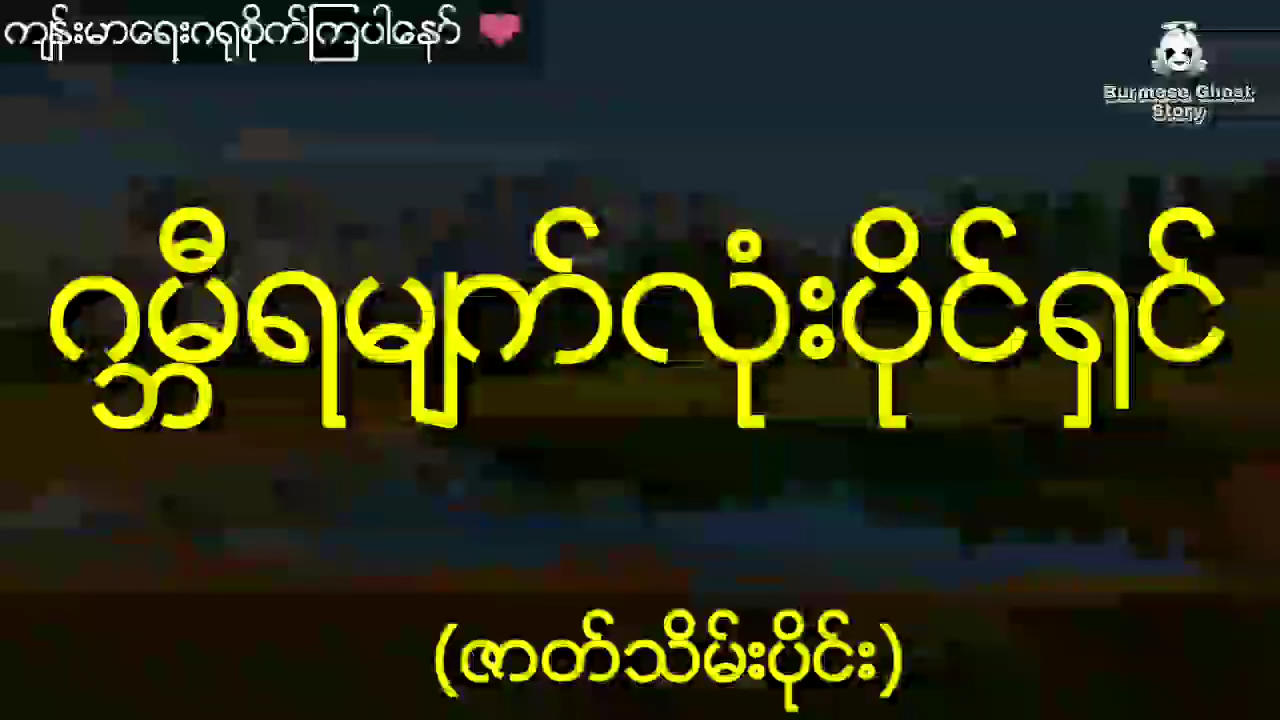 ကျန်းမာရေးဂရုစိုက်ကြပါနော် ❤
Burmese Ghost
Story
ဂမ္ဘီရမျက်လုံးပိုင်ရှင်
(ဇာတ်သိမ်းပိုင်း)